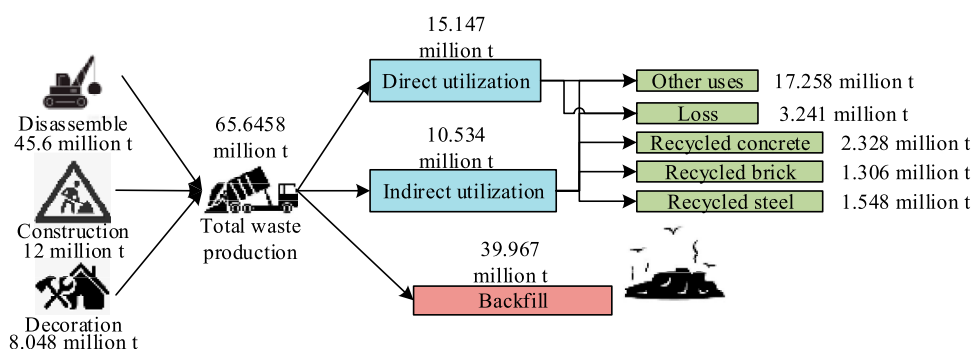 Disassemble
45.6 million t
Construction
12 million t
Decoration
8.048 million t
65.6458
million t
Total waste
production
15.147
million t
Direct utilization
10.534
million t
Indirect utilization
39.967
million t
Backfill
Other uses 17.258 million t
Loss 3.241 million t
Recycled concrete 2.328 million t
Recycled brick 1.306 million t
Recycled steel 1.548 million t